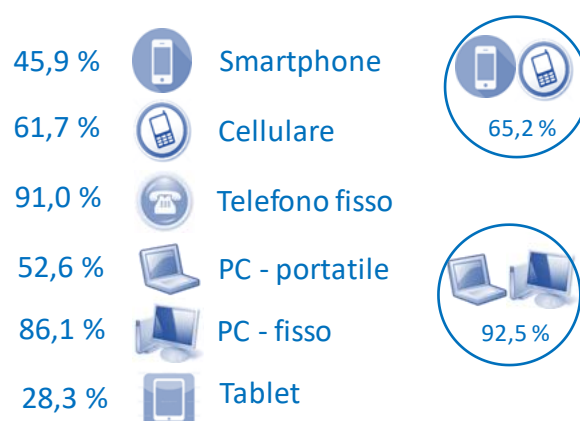 45,9 % Smartphone
61,7 % Cellulare
65,2 %
91,0 % Telefono fisso
52,6 % PC - portatile
86,1 % PC - fisso
92,5 %
28,3 % Tablet